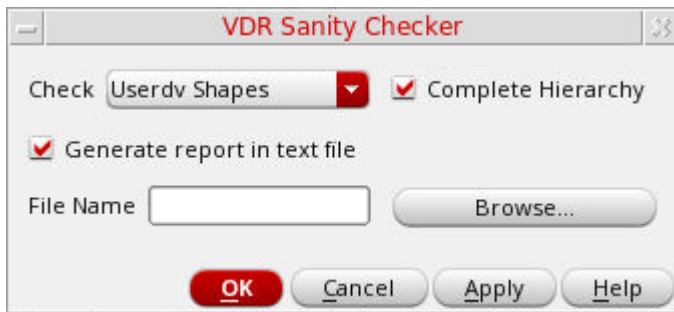 VDR Sanity Checker
Check Userdv Shapes Complete Hierarchy
Generate report in text file
File Name Browse...
OK Cancel Apply Help